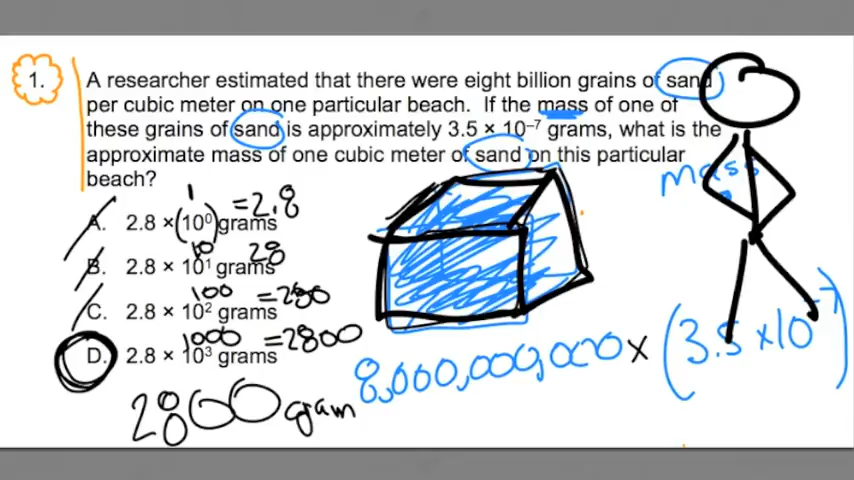 1. A researcher estimated that there were eight billion grains of sand
per cubic meter on one particular beach. If the mass of one of
these grains of sand is approximately 3.5 × 10⁻⁷ grams, what is the
approximate mass of one cubic meter of sand on this particular
beach?
mass
1
A. 2.8 ×(10⁰)grams =2.8
10
B. 2.8 × 10¹ grams 28
100
C. 2.8 × 10² grams =280
1000
D. 2.8 × 10³ grams =2800
8,000,000,000 × (3.5 ×10⁻⁷)
2800 gram